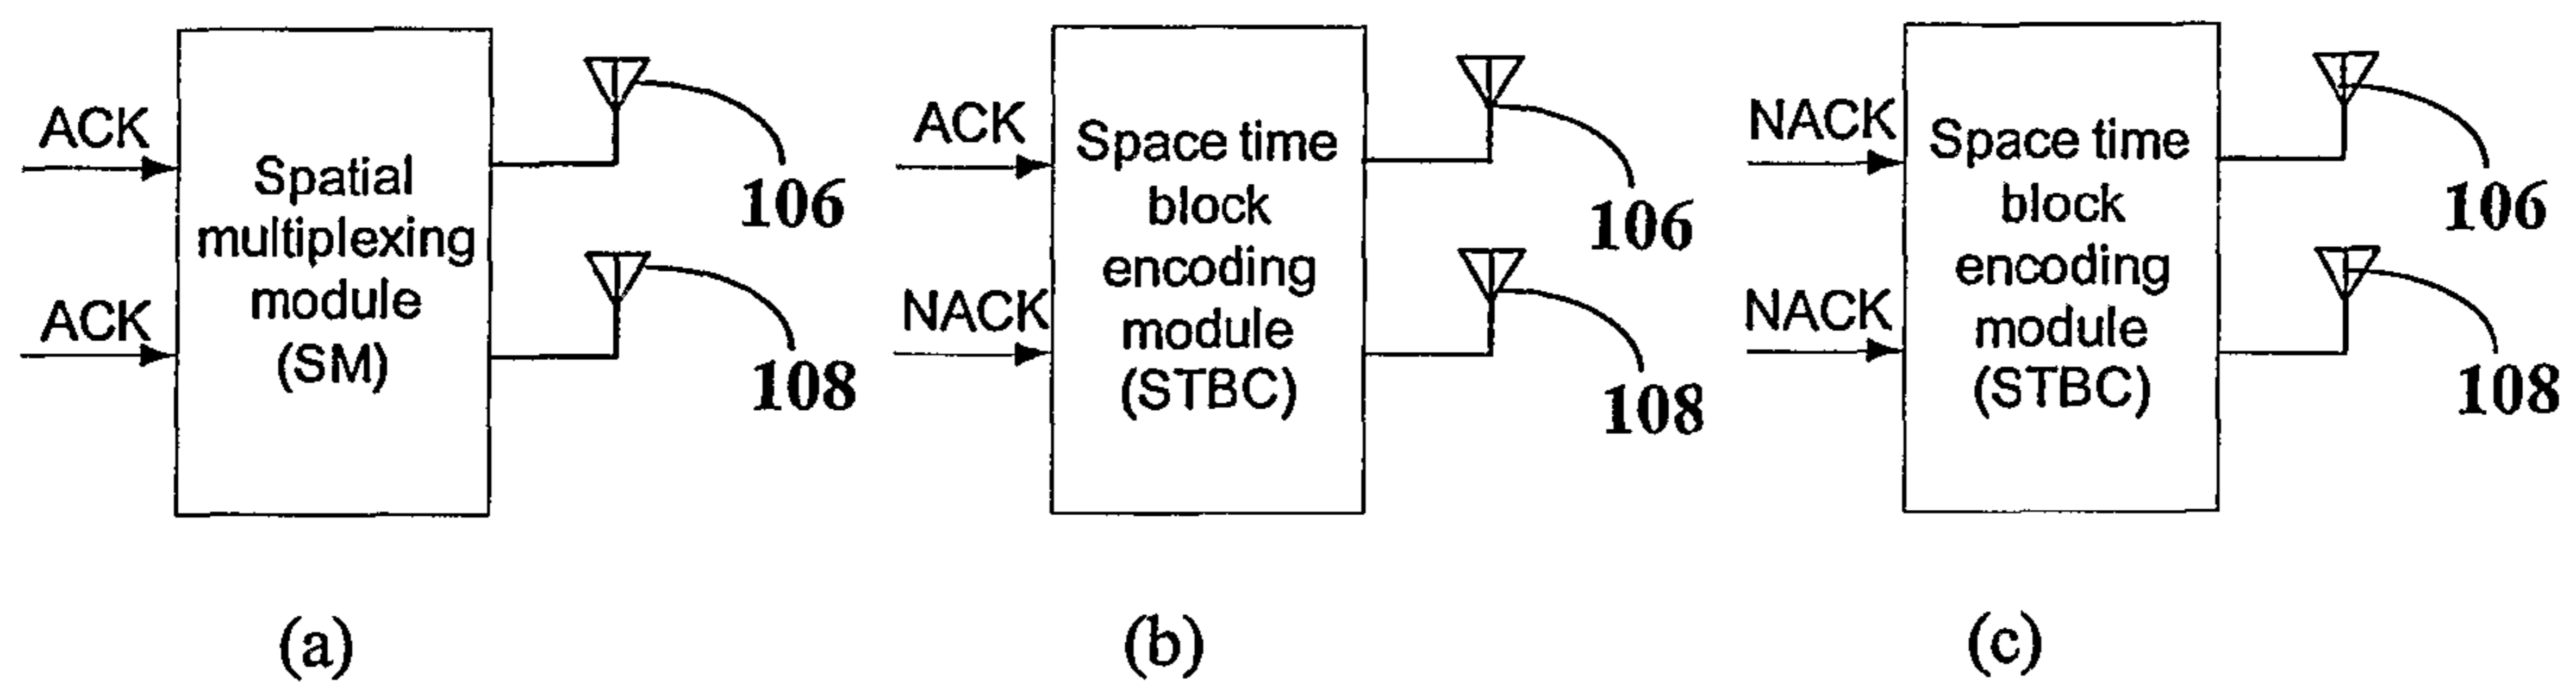 ACK
ACK
Spatial
multiplexing
module
(SM)
106
108
(a)
ACK
NACK
Space time
block
encoding
module
(STBC)
106
108
(b)
NACK
NACK
Space time
block
encoding
module
(STBC)
106
108
(c)